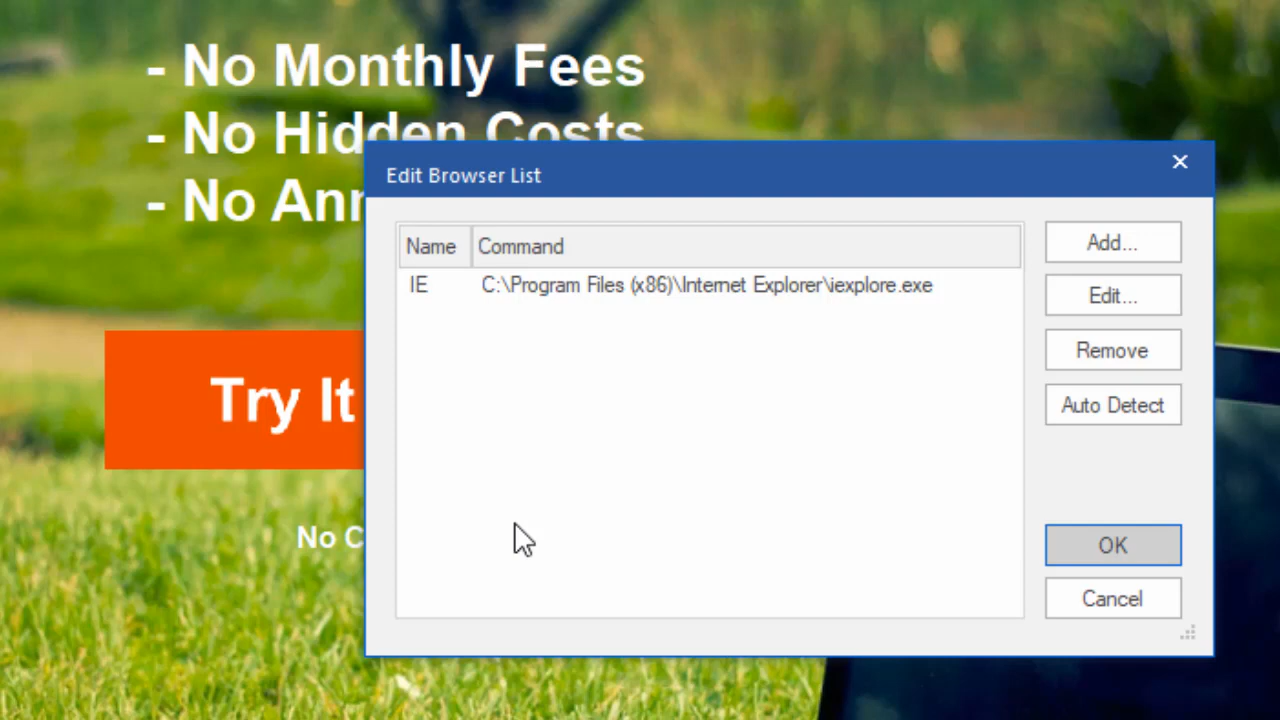 - No Monthly Fees
- No Hidden Costs
- No
Edit Browser List
Name Command
IE C:\Program Files (x86)\Internet Explorer\iexplore.exe
Add...
Edit...
Remove
Auto Detect
OK
Cancel
Try It
No